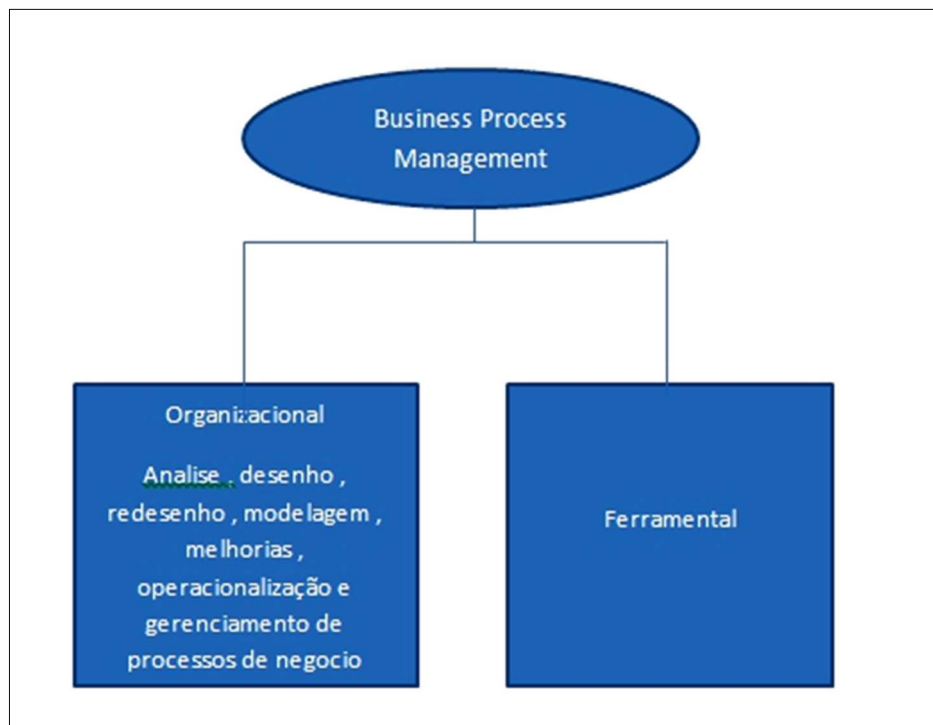 Business Process
Management
Organizacional
Analise , desenho ,
redesenho , modelagem ,
melhorias ,
operacionalização e
gerenciamento de
processos de negocio
Ferramental